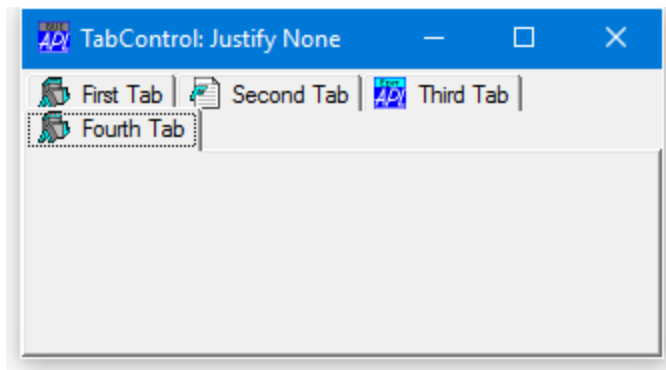 TabControl: Justify None
First Tab Second Tab Third Tab
Fourth Tab